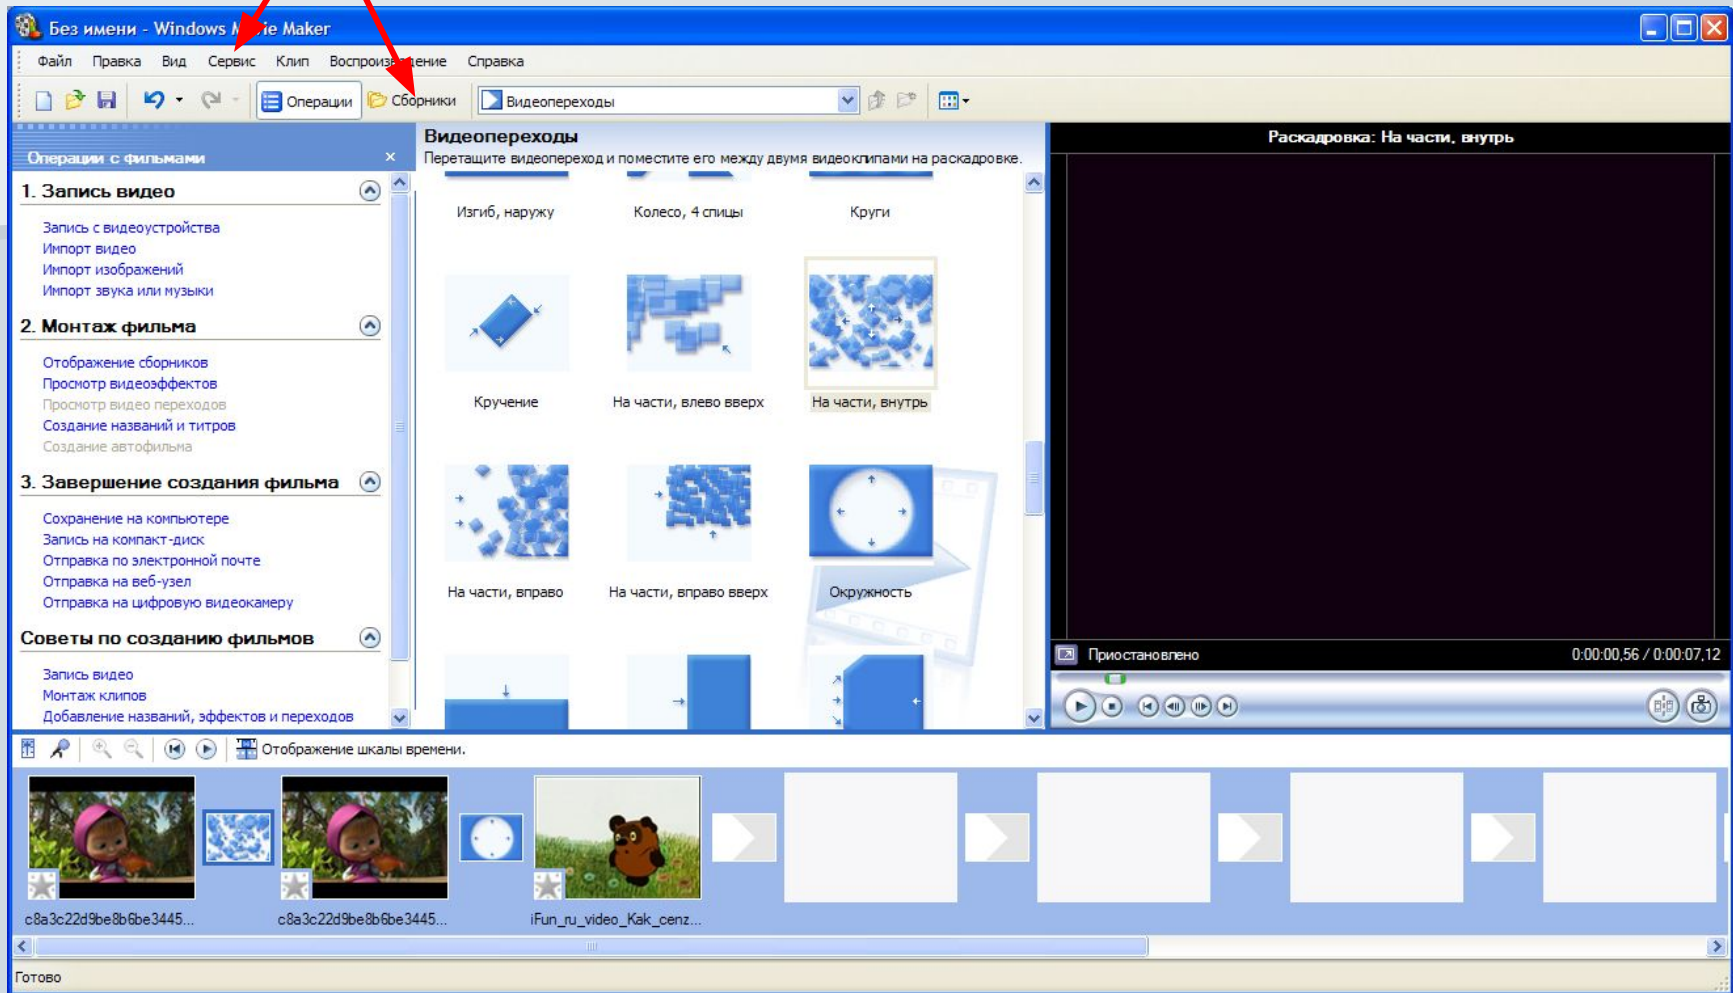 Без имени - Windows Movie Maker
Файл Правка Вид Сервис Клип Воспроизведение Справка
Операции Сборники Видеопереходы
Операции с фильмами
1. Запись видео
Запись с видеоустройства
Импорт видео
Импорт изображений
Импорт звука или музыки
2. Монтаж фильма
Отображение сборников
Просмотр видеоэффектов
Просмотр видео переходов
Создание названий и титров
Создание автофильма
3. Завершение создания фильма
Сохранение на компьютере
Запись на компакт-диск
Отправка по электронной почте
Отправка на веб-узел
Отправка на цифровую видеокамеру
Советы по созданию фильмов
Запись видео
Монтаж клипов
Добавление названий, эффектов и переходов
Видеопереходы
Перетащите видеопереход и поместите его между двумя видеоклипами на раскадровке.
Изгиб, наружу Колесо, 4 спицы Круги
Кручение На части, влево вверх На части, внутрь
На части, вправо На части, вправо вверх Окружность
Раскадровка: На части, внутрь
Приостановлено 0:00:00,56 / 0:00:07,12
Отображение шкалы времени.
c8a3c22d9be8b6be3445... c8a3c22d9be8b6be3445... iFun_ru_video_Kak_cenz...
Готово